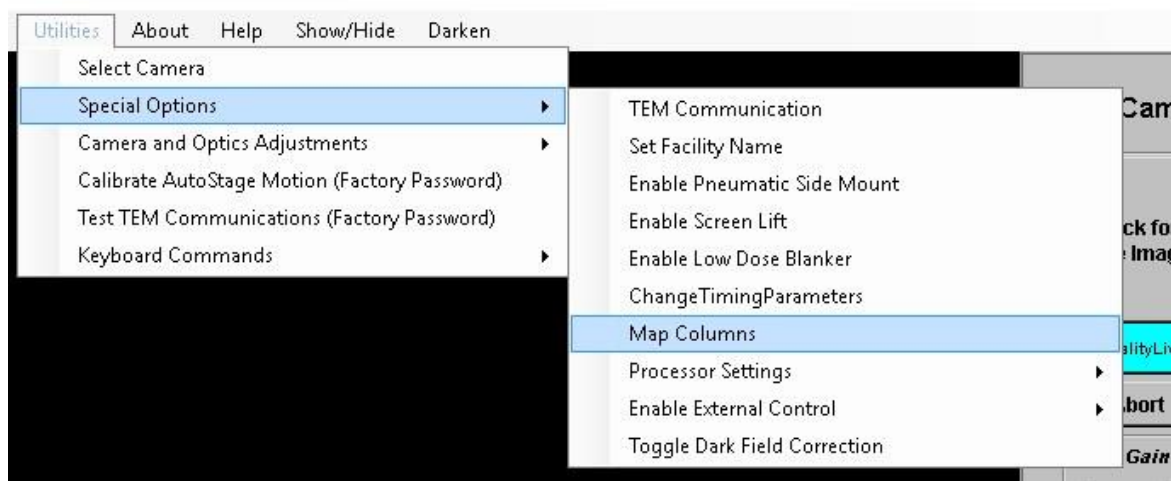 Utilities About Help Show/Hide Darken
Select Camera
Special Options
Camera and Optics Adjustments
Calibrate AutoStage Motion (Factory Password)
Test TEM Communications (Factory Password)
Keyboard Commands
TEM Communication
Set Facility Name
Enable Pneumatic Side Mount
Enable Screen Lift
Enable Low Dose Blanker
ChangeTimingParameters
Map Columns
Processor Settings
Enable External Control
Toggle Dark Field Correction
Gain